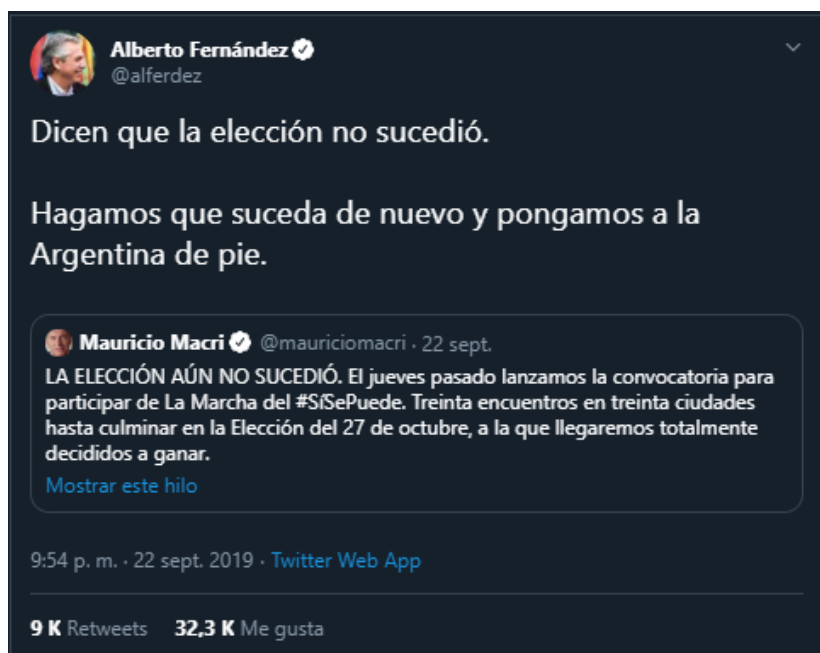 Alberto Fernández
@alferdez
Dicen que la elección no sucedió.
Hagamos que suceda de nuevo y pongamos a la
Argentina de pie.
Mauricio Macri @mauriciomacri · 22 sept.
LA ELECCIÓN AÚN NO SUCEDIÓ. El jueves pasado lanzamos la convocatoria para
participar de La Marcha del #SíSePuede. Treinta encuentros en treinta ciudades
hasta culminar en la Elección del 27 de octubre, a la que llegaremos totalmente
decididos a ganar.
Mostrar este hilo
9:54 p. m. · 22 sept. 2019 · Twitter Web App
9 K Retweets 32,3 K Me gusta